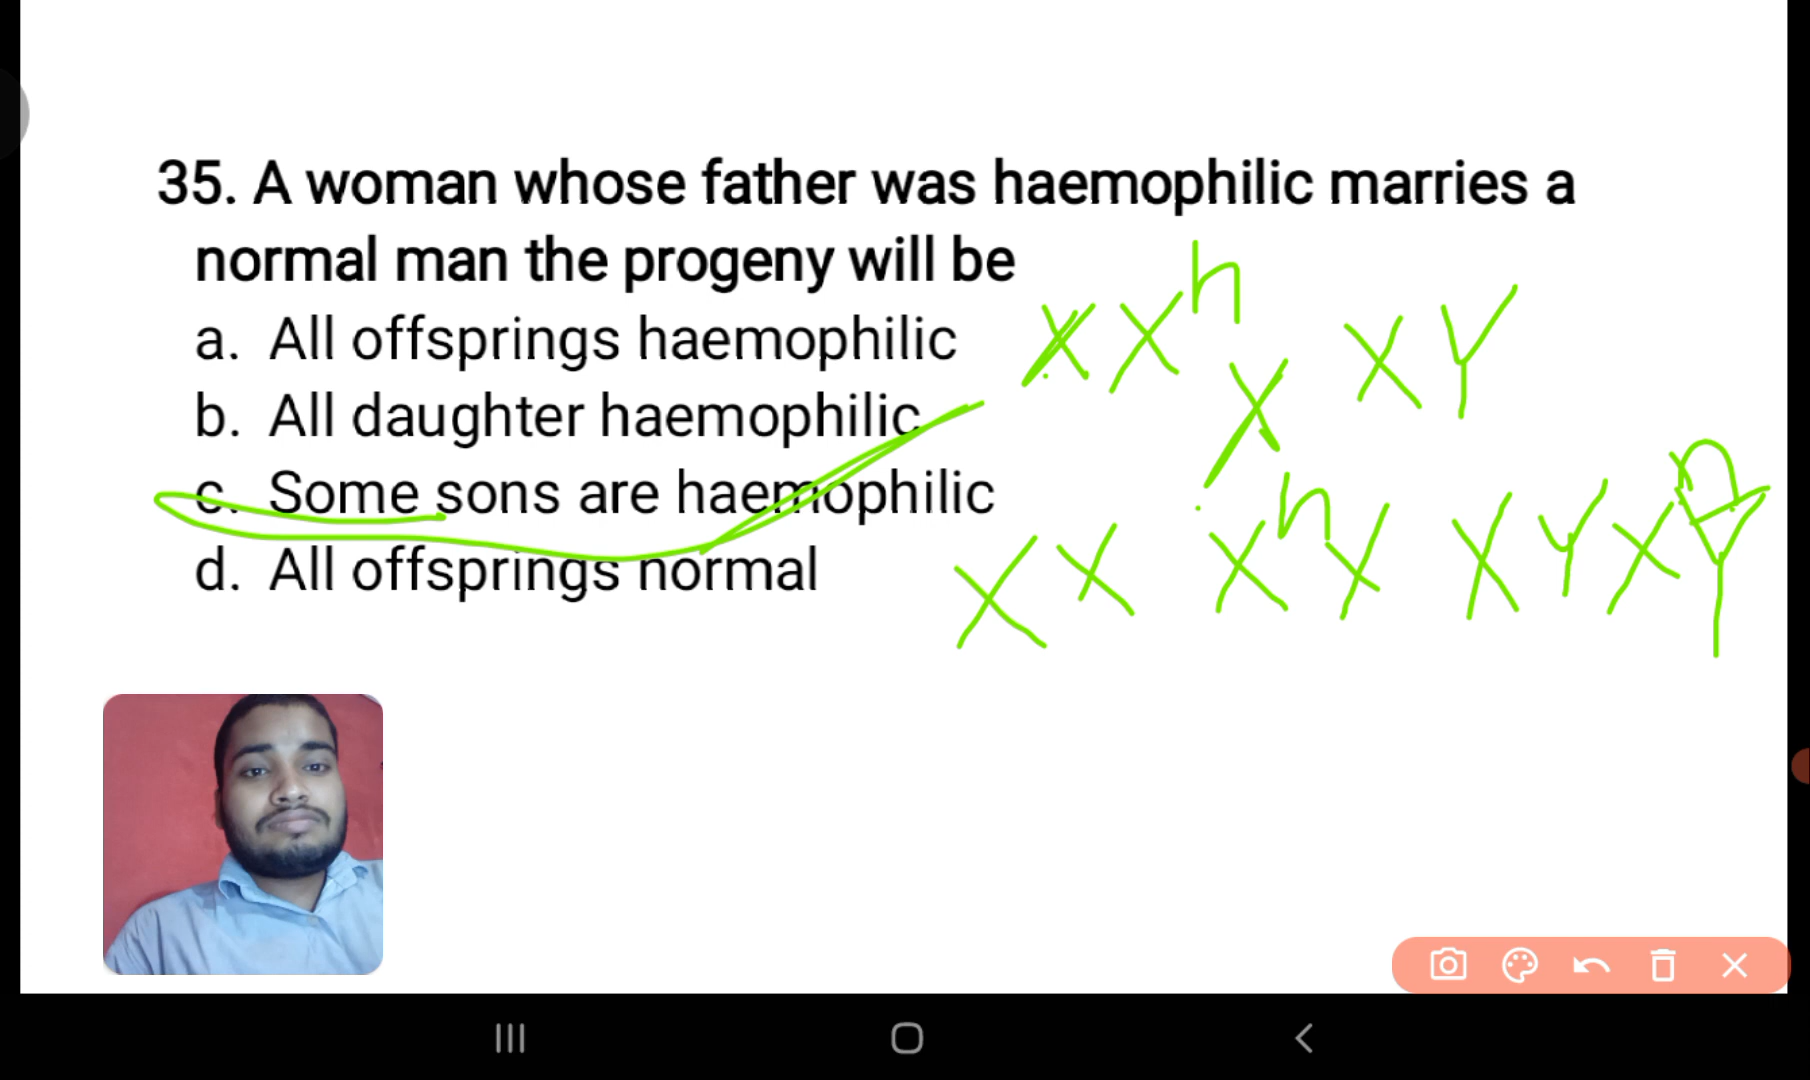 35. A woman whose father was haemophilic marries a
normal man the progeny will be
a. All offsprings haemophilic
b. All daughter haemophilic
c. Some sons are haemophilic
d. All offsprings normal
X X^h X XY
XX X^hX XY X^hY